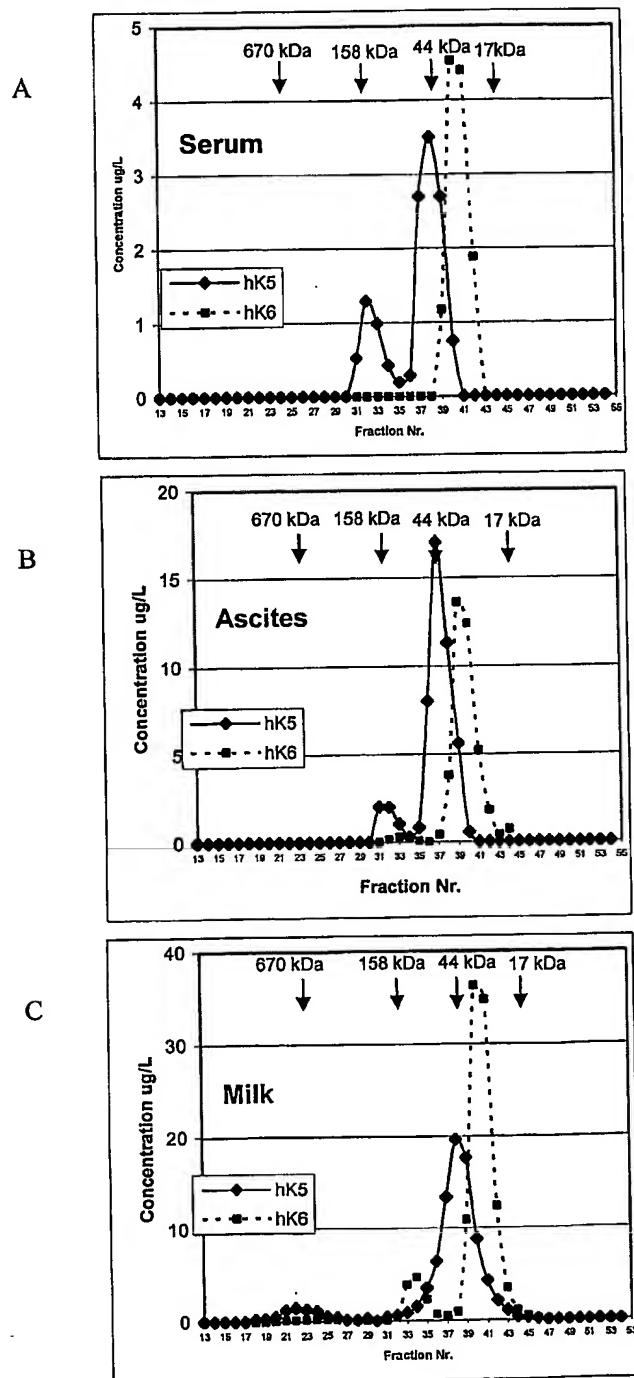 A
5
670 kDa 158 kDa 44 kDa 17kDa
4
Serum
3
Concentration ug/L
2
hK5
hK6
1
0
13 15 17 19 21 23 25 27 29 31 33 35 37 39 41 43 45 47 49 51 53 55
Fraction Nr.
B
20
670 kDa 158 kDa 44 kDa 17 kDa
15
Ascites
Concentration ug/L
10
hK5
hK6
5
0
13 15 17 19 21 23 25 27 29 31 33 35 37 39 41 43 45 47 49 51 53 55
Fraction Nr.
C
40
670 kDa 158 kDa 44 kDa 17 kDa
30
Concentration ug/L
Milk
20
hK5
hK6
10
0
13 15 17 19 21 23 25 27 29 31 33 35 37 39 41 43 45 47 49 51 53
Fraction Nr.